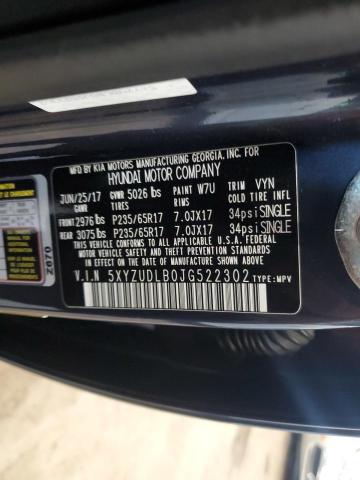 MFD. BY KIA MOTORS MANUFACTURING GEORGIA, INC. FOR
HYUNDAI MOTOR COMPANY
JUN/25/17 GVWR 5026 lbs PAINT W7U TRIM VYN
GAWR TIRES RIMS COLD TIRE INFL
FRONT 2976 lbs P235/65R17 7.0JX17 34psi SINGLE
REAR 3075 lbs P235/65R17 7.0JX17 34psi SINGLE
THIS VEHICLE CONFORMS TO ALL APPLICABLE U.S.A. FEDERAL
MOTOR VEHICLE SAFETY, BUMPER, AND THEFT PREVENTION
STANDARDS IN EFFECT ON THE DATE OF MANUFACTURE SHOWN ABOVE.
V.I.N 5XYZUDLB0JG522302 TYPE:MPV
Z670